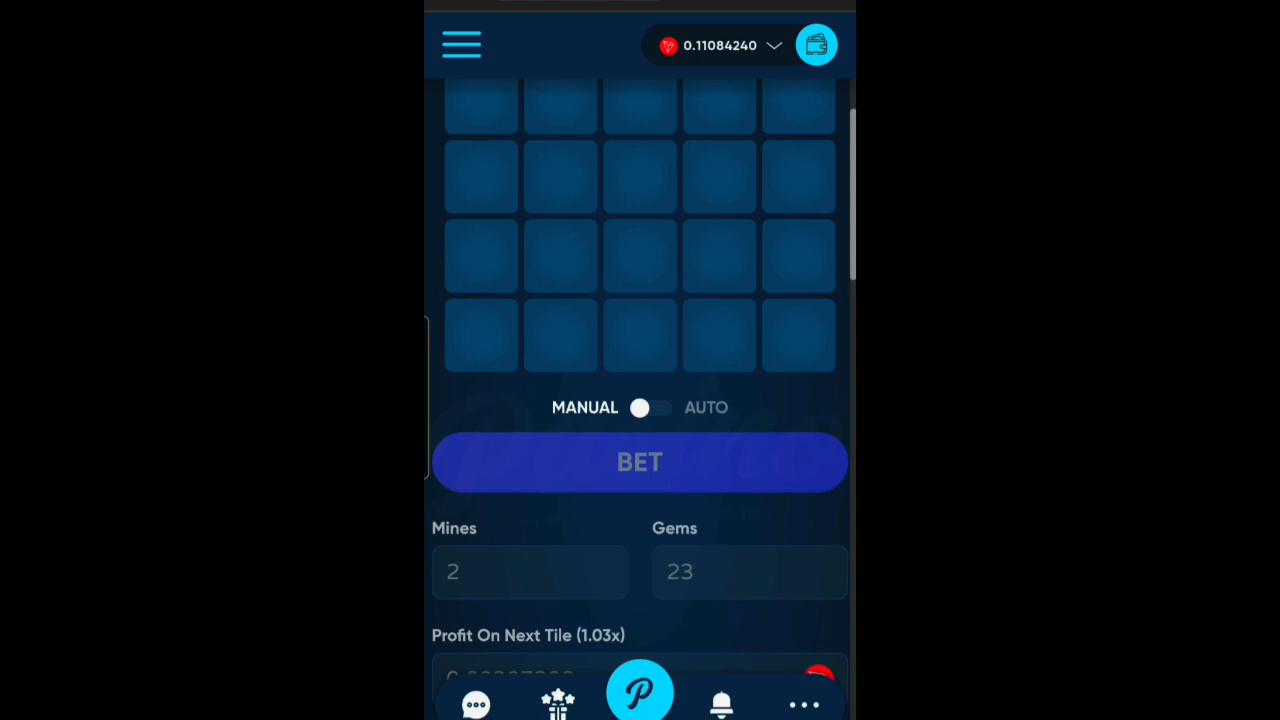 0.11084240
MANUAL AUTO
BET
Mines Gems
2 23
Profit On Next Tile (1.03x)
P